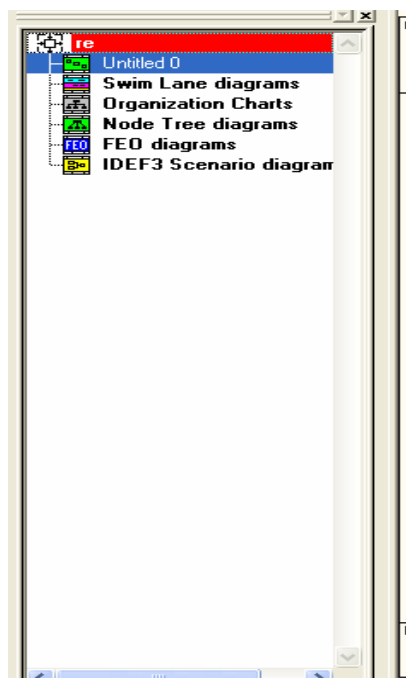 re
Untitled 0
Swim Lane diagrams
Organization Charts
Node Tree diagrams
FEO FEO diagrams
IDEF3 Scenario diagram